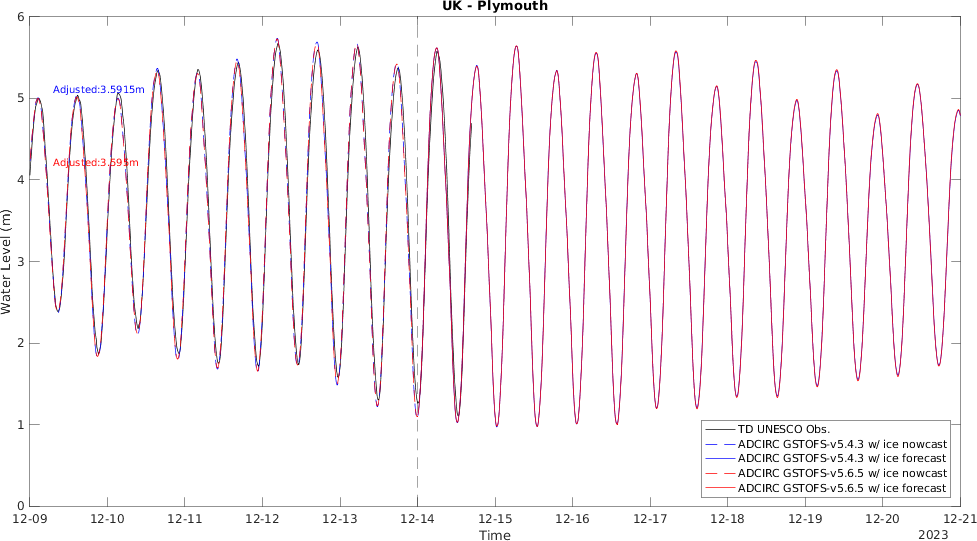 UK - Plymouth
6
5
4
3
2
1
0
Water Level (m)
Adjusted:3.5915m
Adjusted:3.595m
TD UNESCO Obs.
ADCIRC GSTOFS-v5.4.3 w/ ice nowcast
ADCIRC GSTOFS-v5.4.3 w/ ice forecast
ADCIRC GSTOFS-v5.6.5 w/ ice nowcast
ADCIRC GSTOFS-v5.6.5 w/ ice forecast
12-09 12-10 12-11 12-12 12-13 12-14 12-15 12-16 12-17 12-18 12-19 12-20 12-21
Time
2023